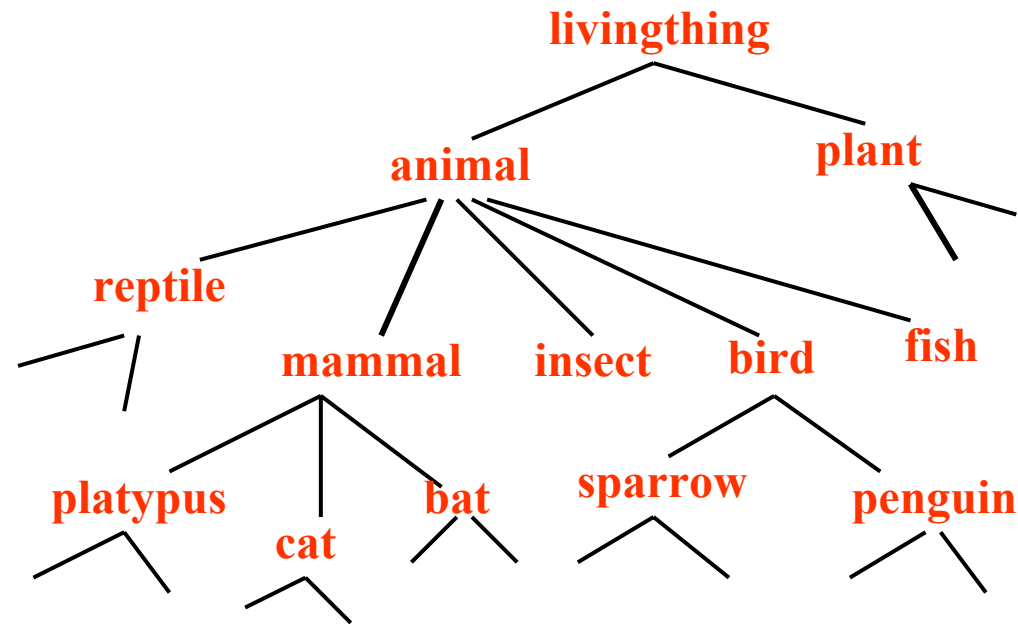 livingthing
animal
plant
reptile
mammal
insect
bird
fish
platypus
cat
bat
sparrow
penguin